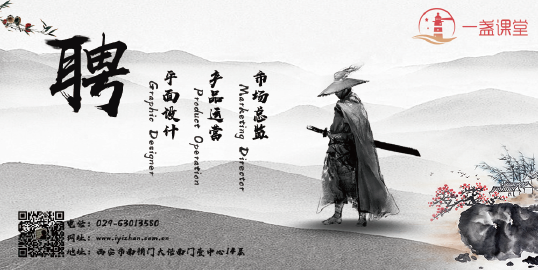 聘
一盏课堂
市场总监
Marketing Director
产品运营
Product Operation
平面设计
Graphic Designer
电话：029-63013550
网址：www.iyizhan.com.cn
地址：西安市南稍门大话南门壹中心14层